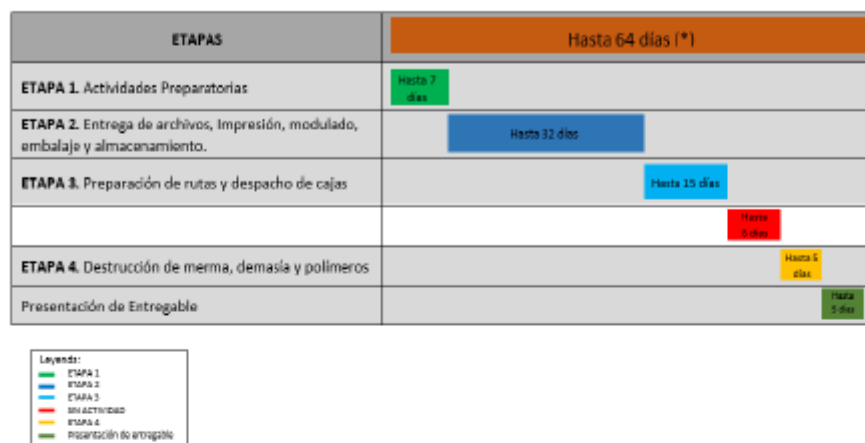 ETAPAS
Hasta 64 días (*)
ETAPA 1. Actividades Preparatorias
Hasta 7
días
ETAPA 2. Entrega de archivos, Impresión, modulado,
embalaje y almacenamiento.
Hasta 32 días
ETAPA 3. Preparación de rutas y despacho de cajas
Hasta 15 días
Hasta
días
ETAPA 4. Destrucción de merma, demasía y polímeros
Hasta 5
días
Presentación de Entregable
Hasta
5 días
Leyenda:
ETAPA 1
ETAPA 2
ETAPA 3
SIN ACTIVIDAD
ETAPA 4
Presentación de entregable